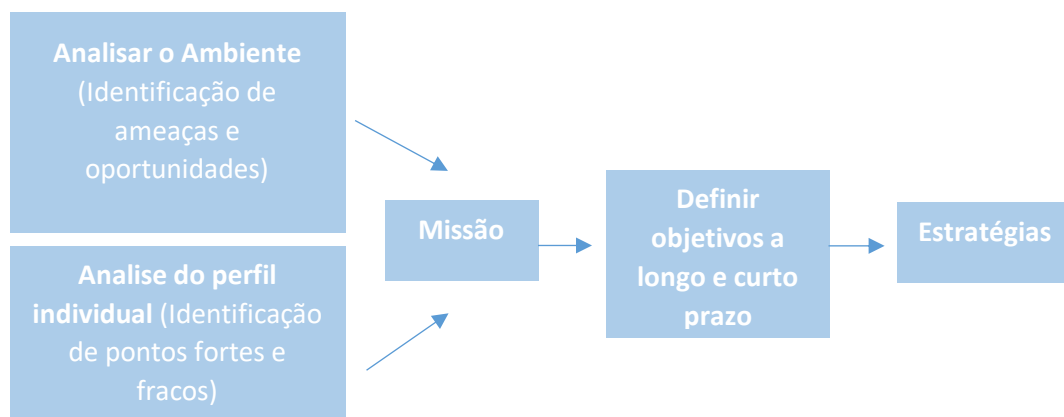 Analisar o Ambiente
(Identificação de
ameaças e
oportunidades)
Analise do perfil
individual (Identificação
de pontos fortes e
fracos)
Missão
Definir
objetivos a
longo e curto
prazo
Estratégias